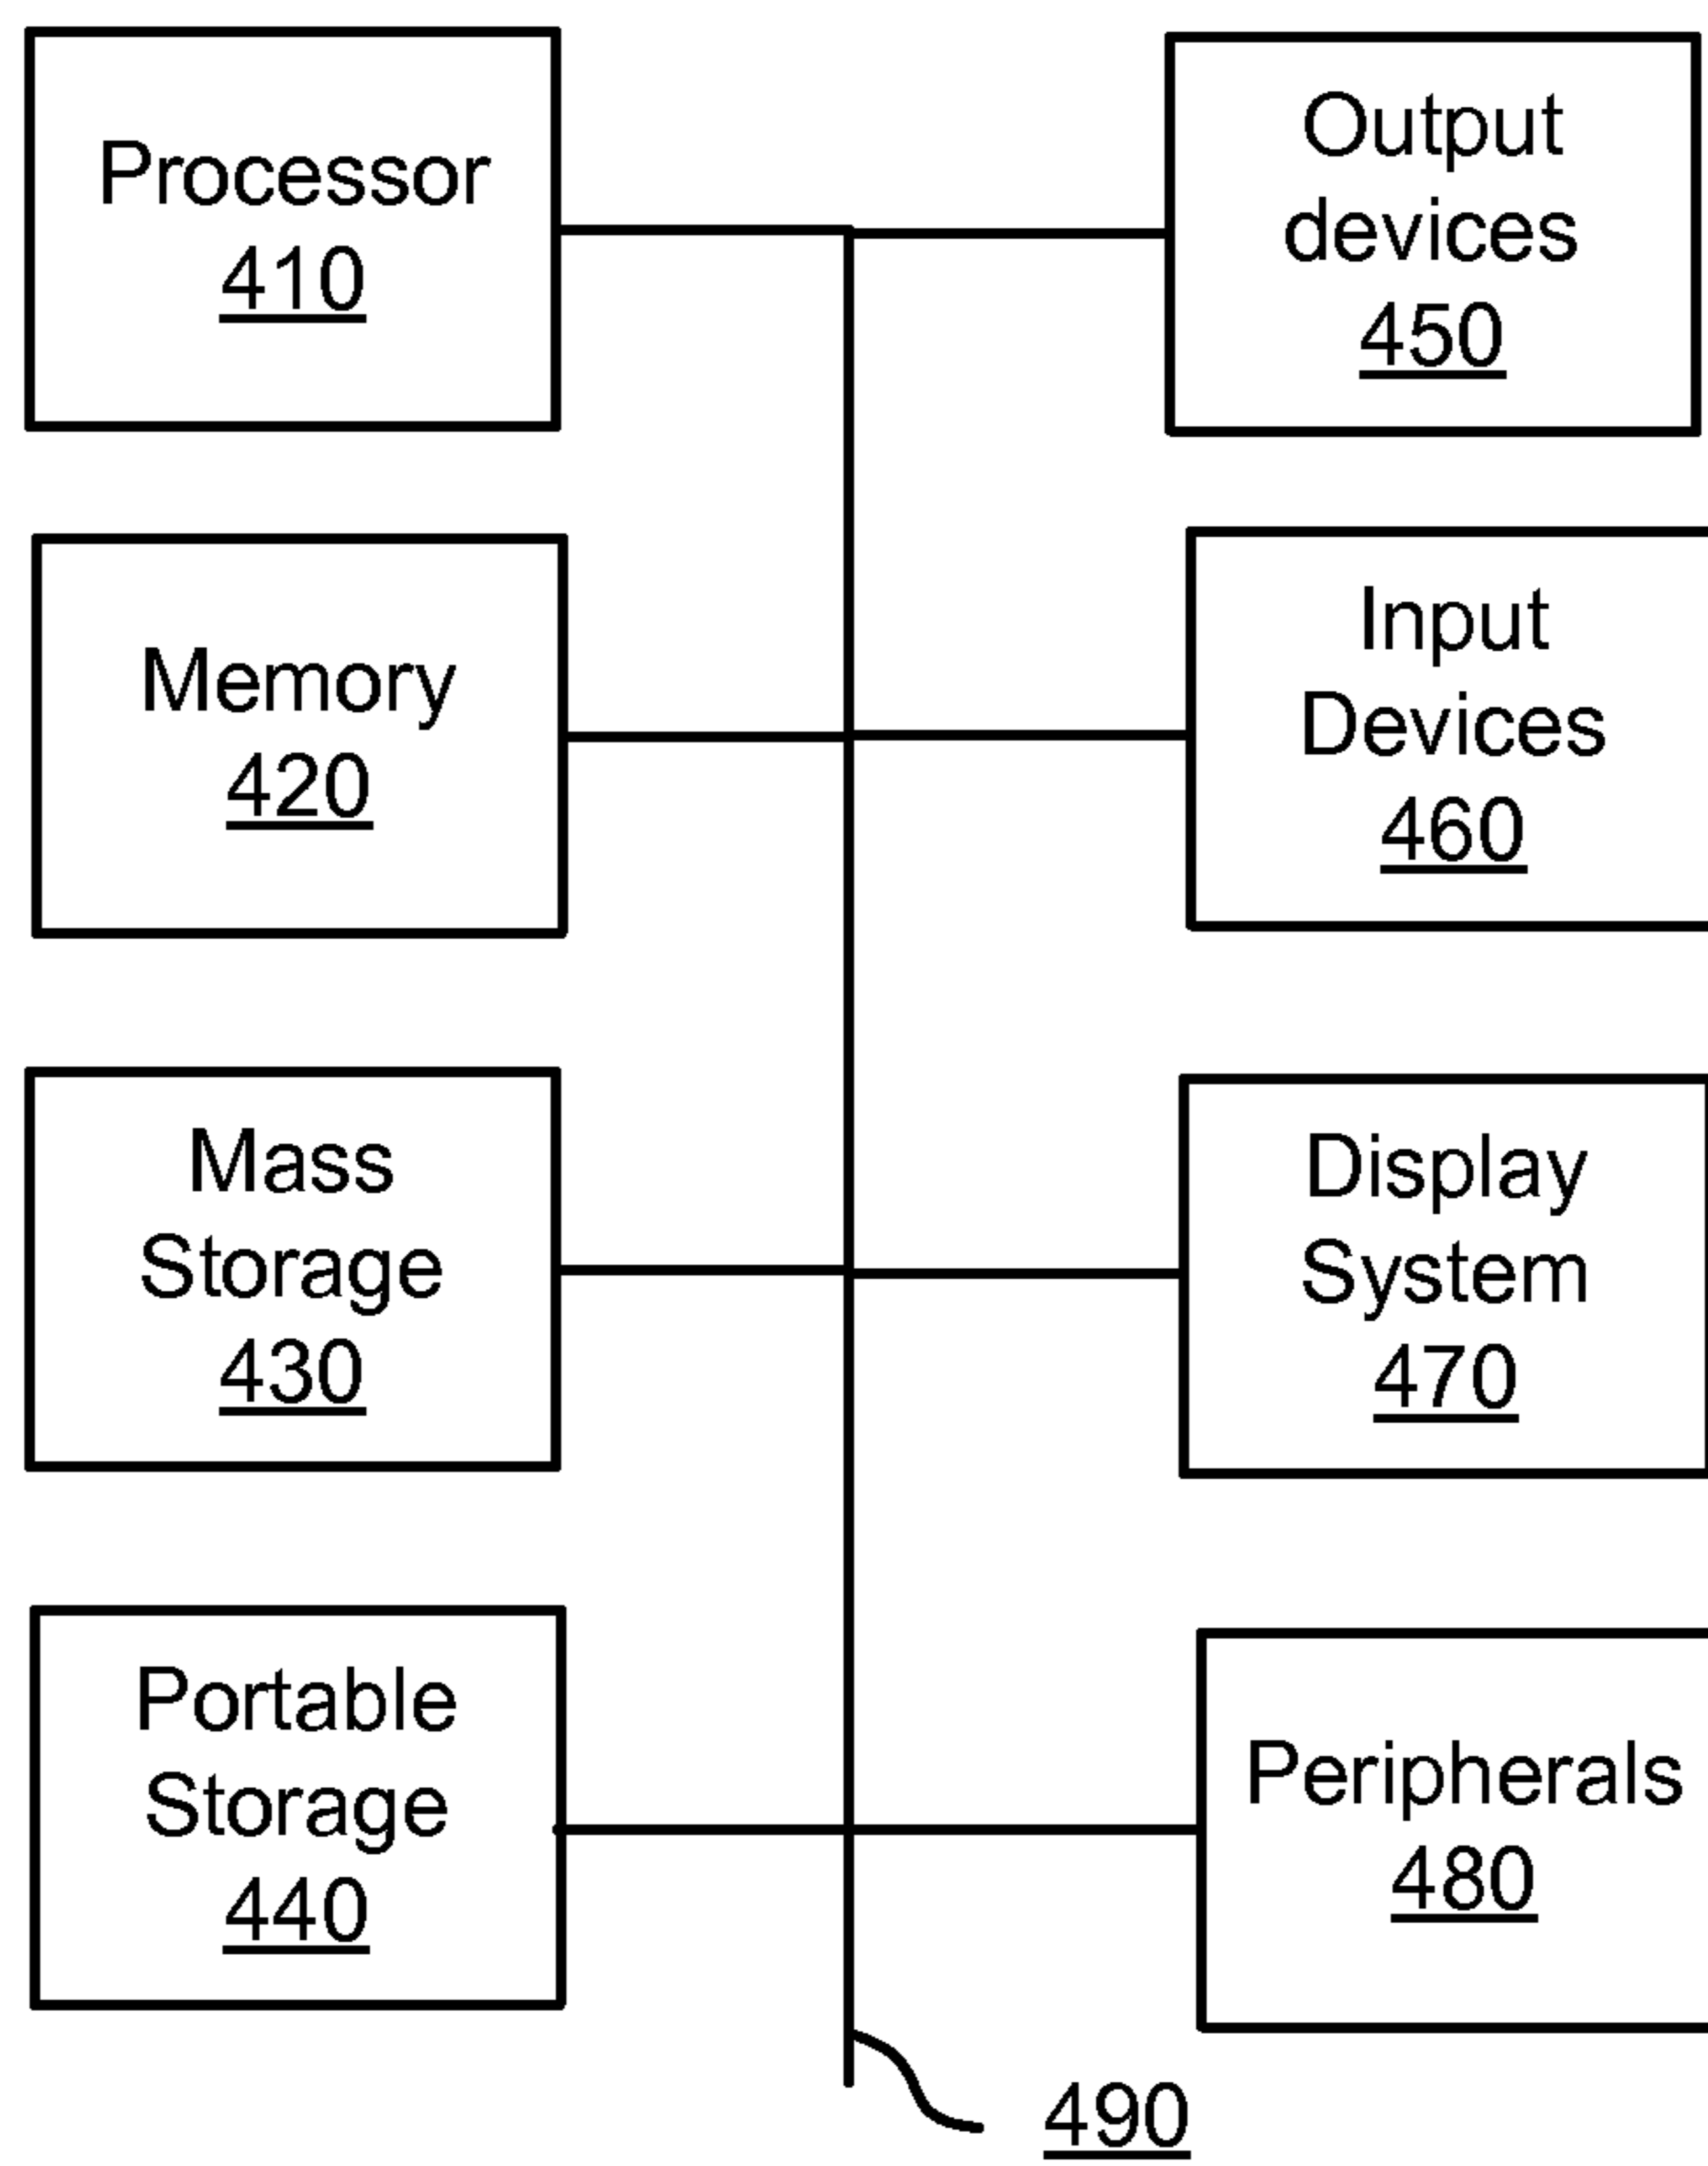 Processor
410
Output
devices
450
Memory
420
Input
Devices
460
Mass
Storage
430
Display
System
470
Portable
Storage
440
Peripherals
480
490